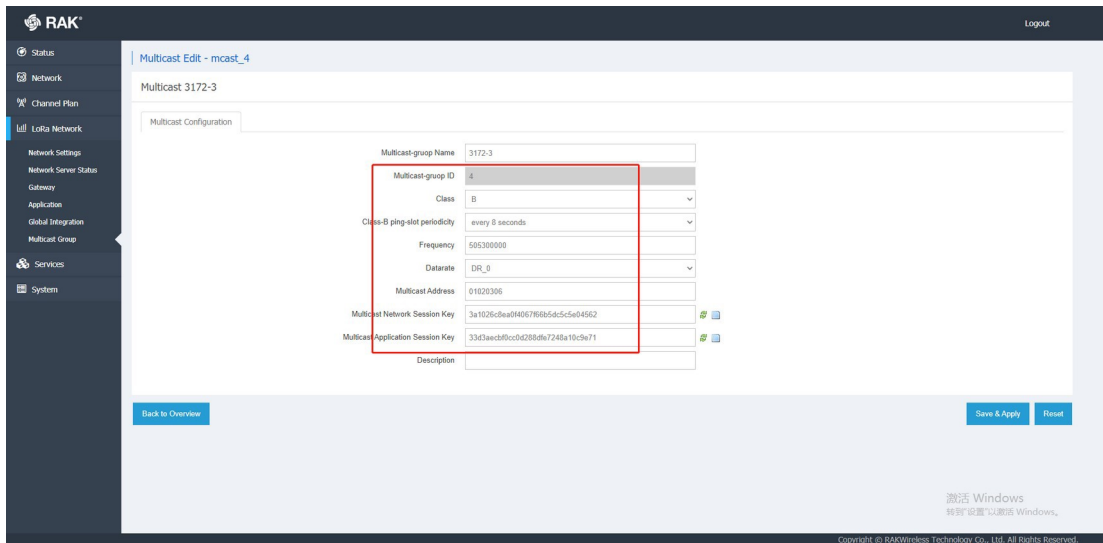 RAK®
Logout
Status
Network
Channel Plan
LoRa Network
Network Settings
Network Server Status
Gateway
Application
Global Integration
Multicast Group
Services
System
Multicast Edit - mcast_4
Multicast 3172-3
Multicast Configuration
Multicast-gruop Name 3172-3
Multicast-gruop ID 4
Class B
Class-B ping-slot periodicity every 8 seconds
Frequency 505300000
Datarate DR_0
Multicast Address 01020306
Multicast Network Session Key 3a1026c8ea0f4067f66b5dc5c5e04562
Multicast Application Session Key 33d3aecbf0cc0d288dfe7248a10c9e71
Description
Back to Overview
Save & Apply
Reset
激活 Windows
转到"设置"以激活 Windows。
Copyright © RAKWireless Technology Co., Ltd. All Rights Reserved.